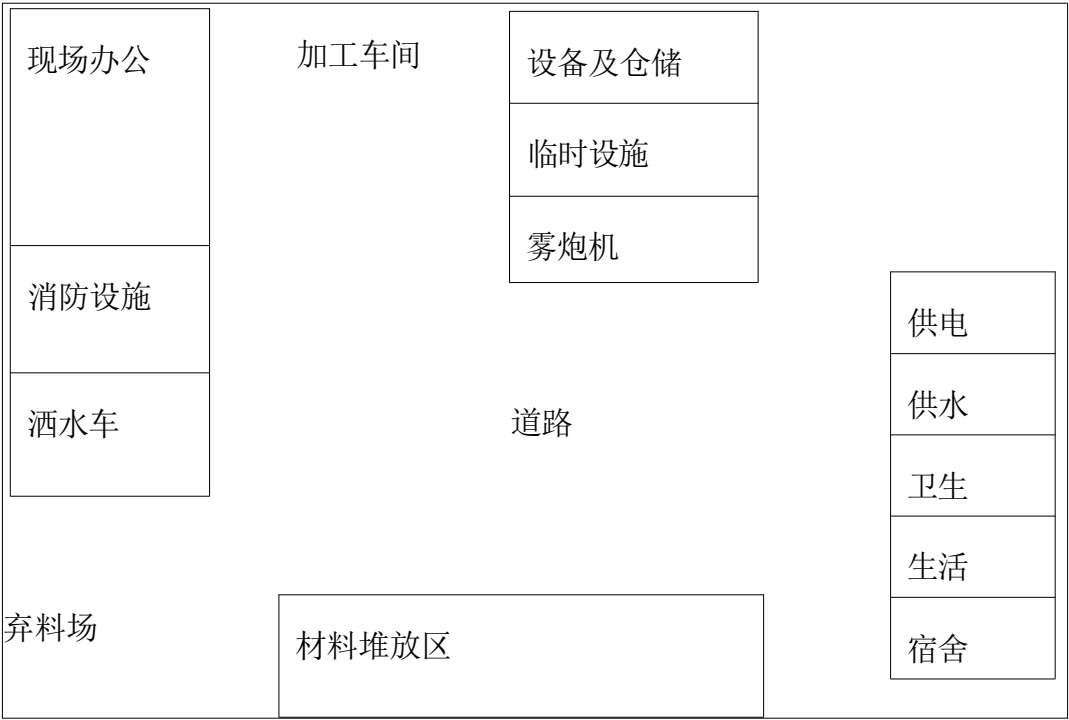 现场办公
加工车间
设备及仓储
临时设施
雾炮机
消防设施
洒水车
道路
供电
供水
卫生
生活
宿舍
弃料场
材料堆放区